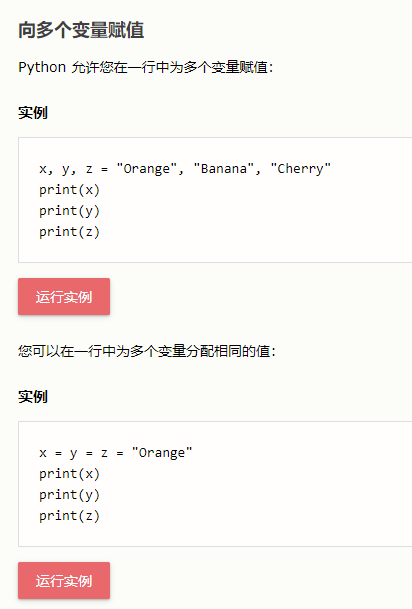 向多个变量赋值
Python 允许您在一行中为多个变量赋值：
实例
x, y, z = "Orange", "Banana", "Cherry"
print(x)
print(y)
print(z)
运行实例
您可以在一行中为多个变量分配相同的值：
实例
x = y = z = "Orange"
print(x)
print(y)
print(z)
运行实例